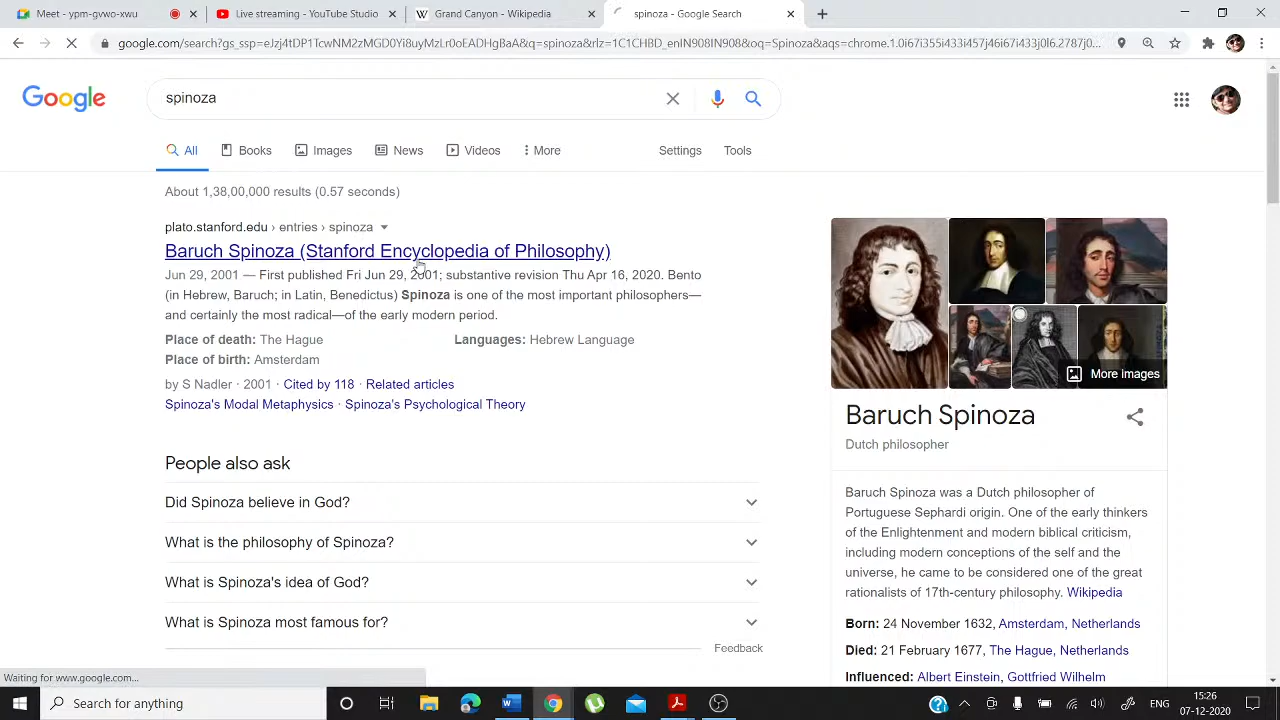 Meet - ypm-gvwo-xwu
Live streaming - YouTube Studio
Grand Canyon - Wikipedia
spinoza - Google Search
google.com/search?gs_ssp=eJzj4tDP1TcwNM2zMGD0Yi8uyMzLr0oEADHgBaA&q=spinoza&rlz=1C1CHBD_enIN908IN908&oq=Spinoza&aqs=chrome.1.0i67i355i433i457j46i67i433j0l6.2787j0...
Google
spinoza
All
Books
Images
News
Videos
More
Settings
Tools
About 1,38,00,000 results (0.57 seconds)
plato.stanford.edu › entries › spinoza
Baruch Spinoza (Stanford Encyclopedia of Philosophy)
Jun 29, 2001 — First published Fri Jun 29, 2001; substantive revision Thu Apr 16, 2020. Bento
(in Hebrew, Baruch; in Latin, Benedictus) Spinoza is one of the most important philosophers—
and certainly the most radical—of the early modern period.
Place of death: The Hague
Languages: Hebrew Language
Place of birth: Amsterdam
by S Nadler · 2001 · Cited by 118 · Related articles
Spinoza's Modal Metaphysics · Spinoza's Psychological Theory
People also ask
Did Spinoza believe in God?
What is the philosophy of Spinoza?
What is Spinoza's idea of God?
What is Spinoza most famous for?
Feedback
More images
Baruch Spinoza
Dutch philosopher
Baruch Spinoza was a Dutch philosopher of
Portuguese Sephardi origin. One of the early thinkers
of the Enlightenment and modern biblical criticism,
including modern conceptions of the self and the
universe, he came to be considered one of the great
rationalists of 17th-century philosophy. Wikipedia
Born: 24 November 1632, Amsterdam, Netherlands
Died: 21 February 1677, The Hague, Netherlands
Influenced: Albert Einstein, Gottfried Wilhelm
Waiting for www.google.com...
Search for anything
ENG
15:26
07-12-2020